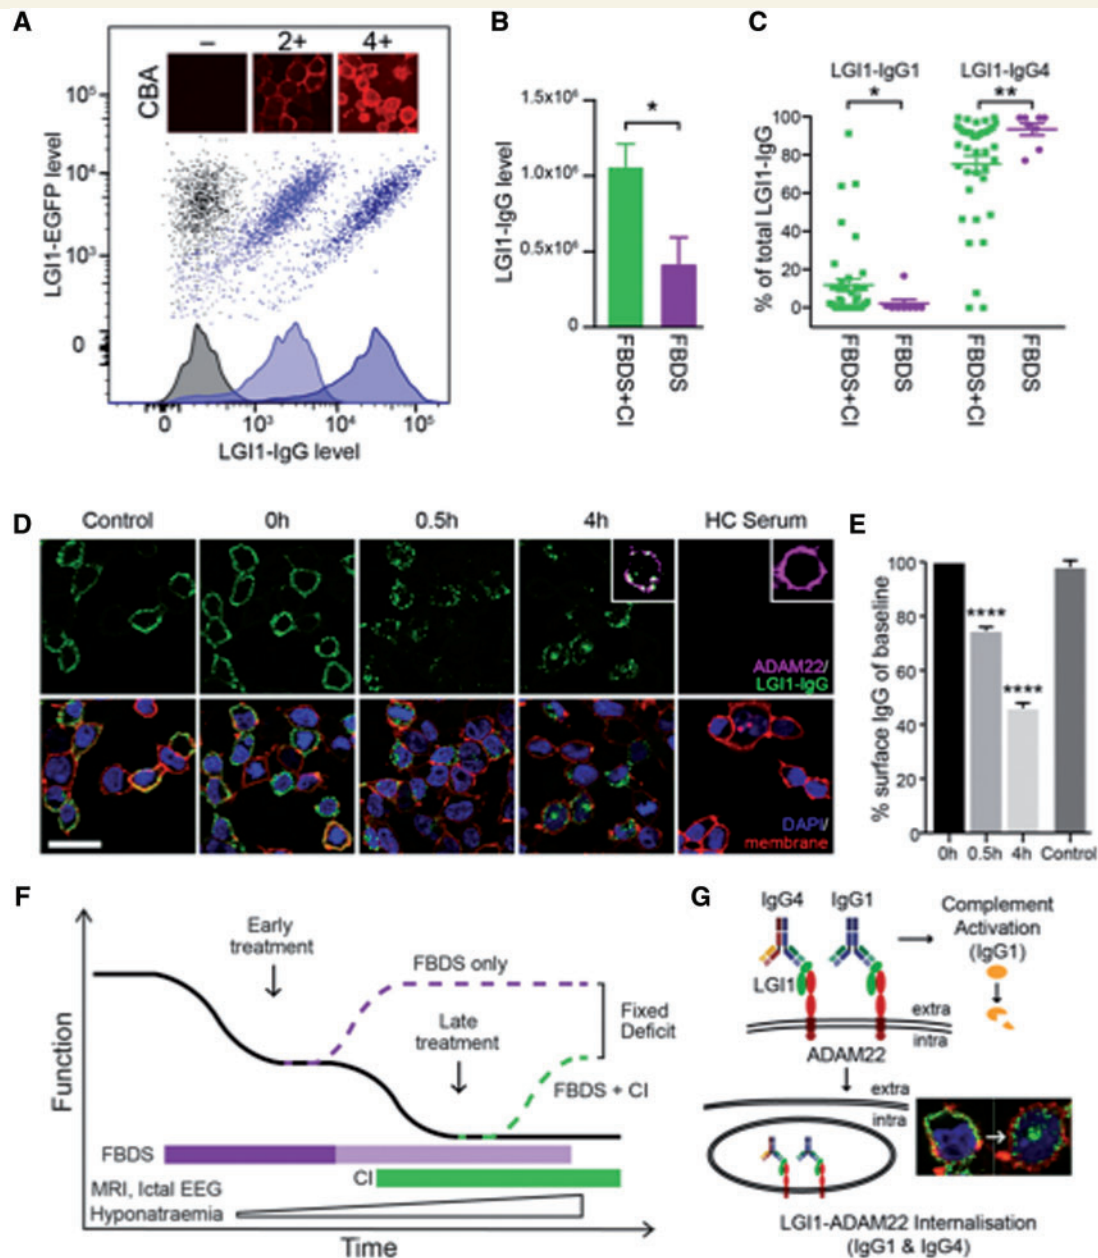 A
B
C
– 2+ 4+
CBA
LGI1-EGFP level
10⁵
10⁴
10³
0
0 10³ 10⁴ 10⁵
LGI1-IgG level
LGI1-IgG level
1.5x10⁶
1.0x10⁶
0.5x10⁶
0
*
FBDS+CI
FBDS
LGI1-IgG1 LGI1-IgG4
* **
% of total LGI1-IgG
100
80
60
40
20
0
FBDS+CI
FBDS
FBDS+CI
FBDS
D
Control 0h 0.5h 4h HC Serum
ADAM22/
LGI1-IgG
DAPI/
membrane
E
% surface IgG of baseline
100
80
60
40
20
0
****
****
0h 0.5h 4h Control
F
Function
Early
treatment
FBDS only
Late
treatment
Fixed
Deficit
FBDS + CI
FBDS
CI
MRI, Ictal EEG
Hyponatraemia
Time
G
IgG4 IgG1
Complement
Activation
(IgG1)
LGI1
extra
intra
ADAM22
extra
intra
LGI1-ADAM22 Internalisation
(IgG1 & IgG4)